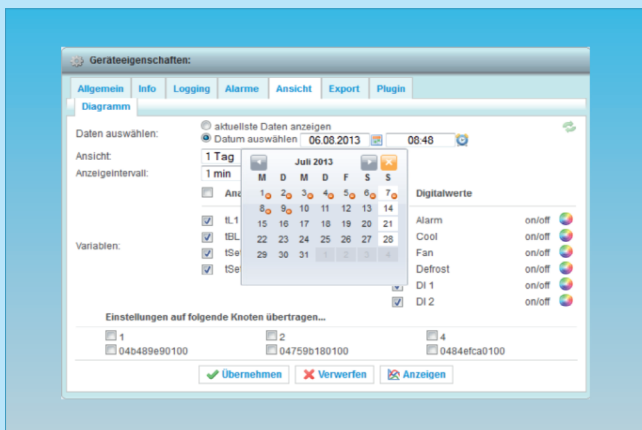 Geräteeigenschaften:
Allgemein Info Logging Alarme Ansicht Export Plugin
Diagramm
Daten auswählen:
aktuellste Daten anzeigen
Datum auswählen 06.08.2013 08:48
Ansicht: 1 Tag
Anzeigeintervall: 1 min
Juli 2013
M D M D F S S
1 2 3 4 5 6 7
8 9 10 11 12 13 14
15 16 17 18 19 20 21
22 23 24 25 26 27 28
29 30 31 1 2 3 4
Digitalwerte
Variablen:
tL1
Alarm on/off
Cool on/off
Fan on/off
Defrost on/off
DI 1 on/off
DI 2 on/off
Einstellungen auf folgende Knoten übertragen...
1 2 4
04b489e90100 04759b180100 0484efca0100
Übernehmen Verwerfen Anzeigen